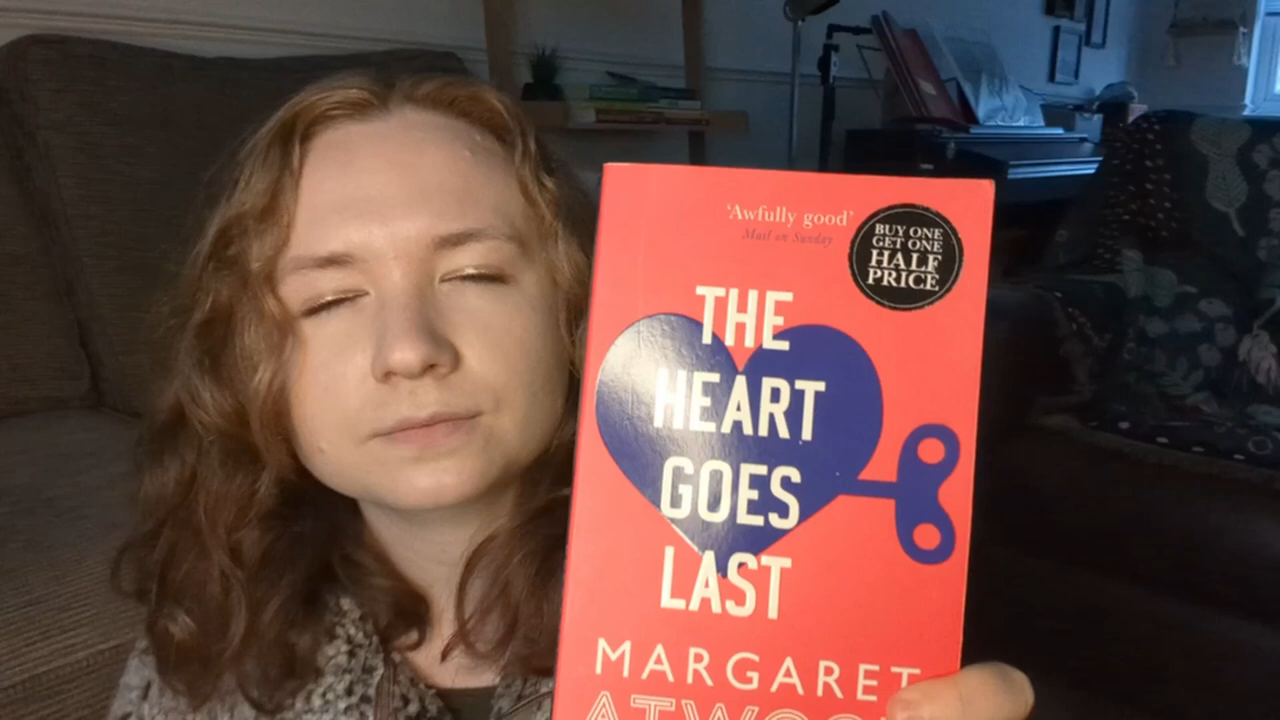 ‘Awfully good’
Mail on Sunday
BUY ONE
GET ONE
HALF
PRICE
THE
HEART
GOES
LAST
MARGARET